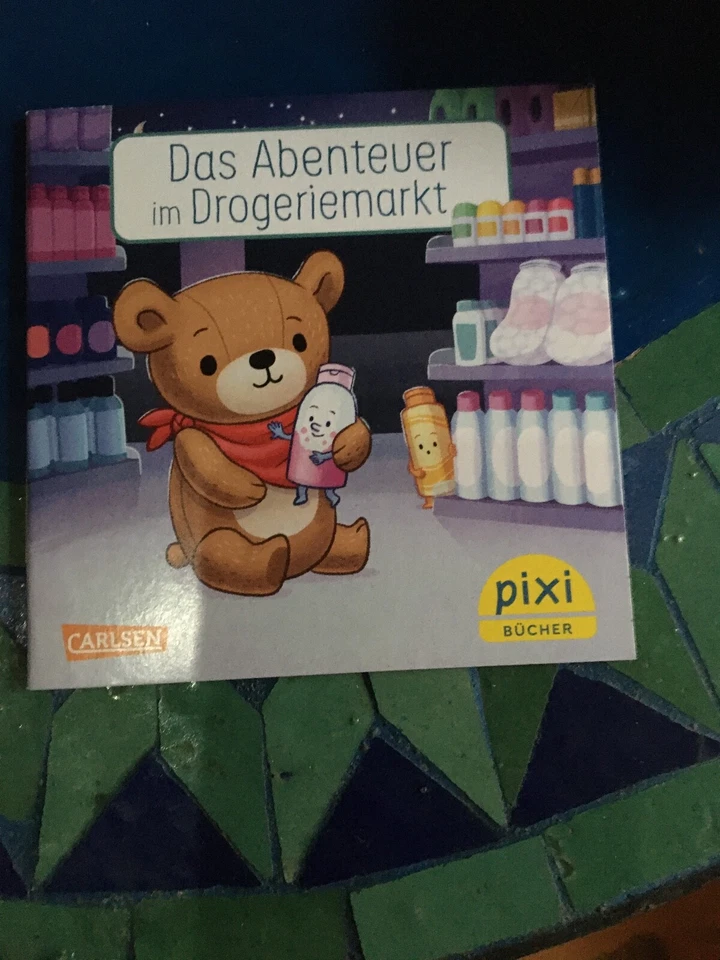 Das Abenteuer
im Drogeriemarkt
CARLSEN
pixi
BÜCHER